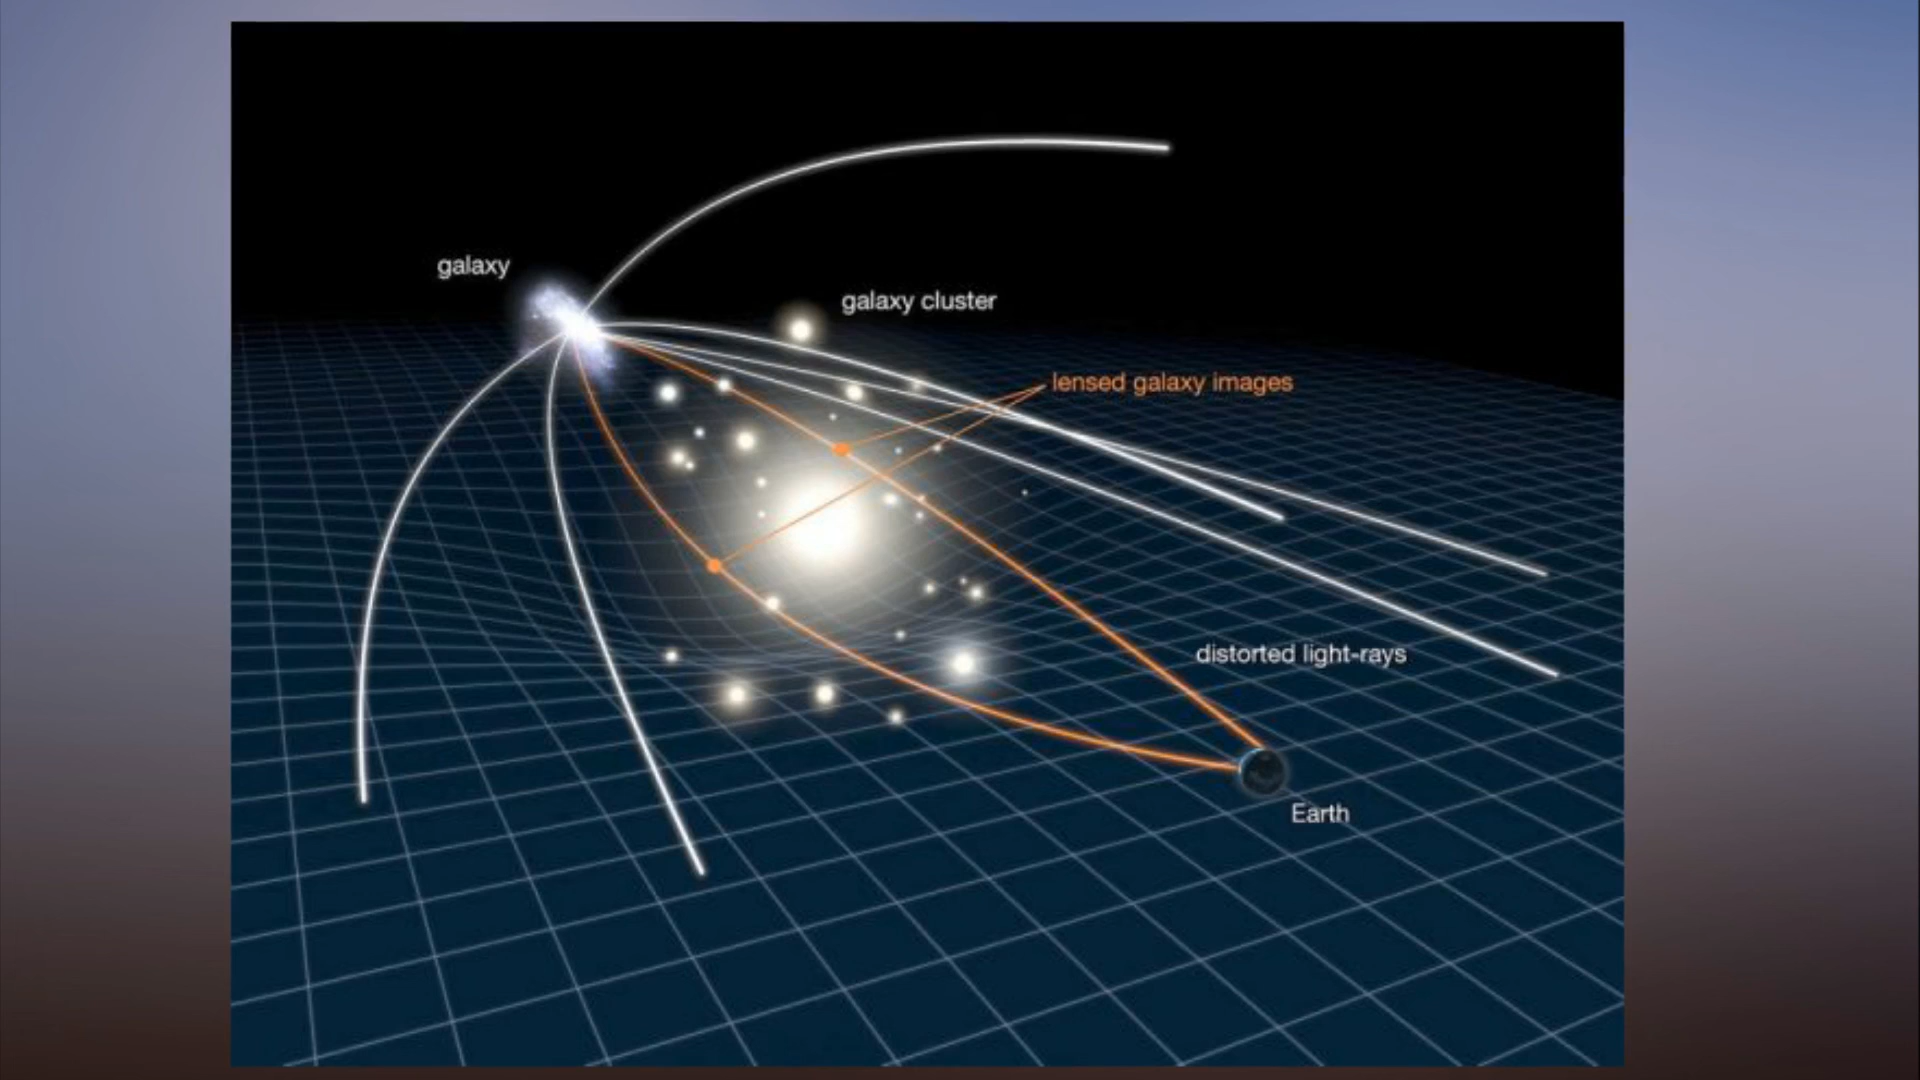 galaxy
galaxy cluster
lensed galaxy images
distorted light-rays
Earth